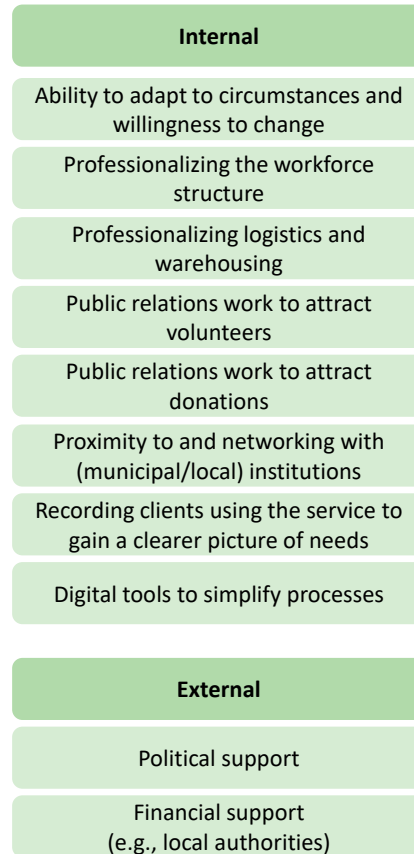 Internal
Ability to adapt to circumstances and
willingness to change
Professionalizing the workforce
structure
Professionalizing logistics and
warehousing
Public relations work to attract
volunteers
Public relations work to attract
donations
Proximity to and networking with
(municipal/local) institutions
Recording clients using the service to
gain a clearer picture of needs
Digital tools to simplify processes
External
Political support
Financial support
(e.g., local authorities)